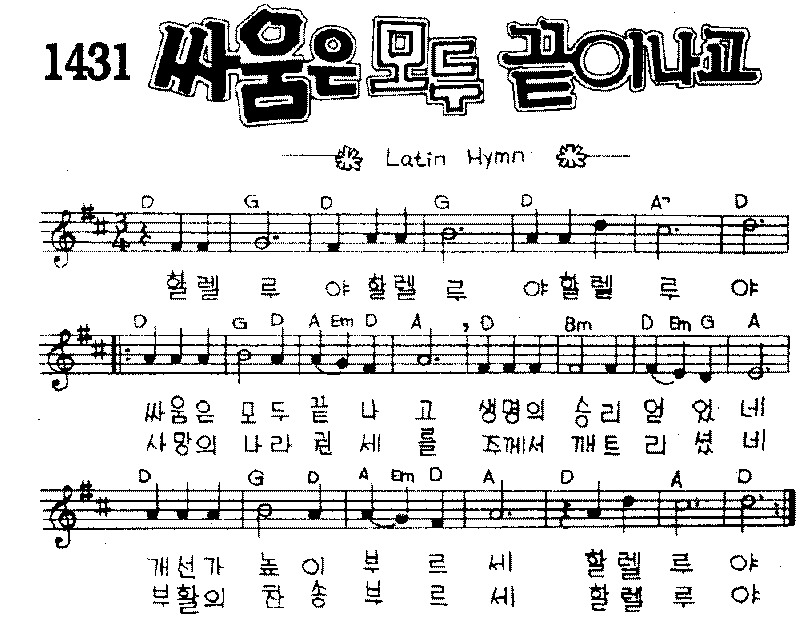 1431 싸움은 모두 끝이나고
Latin Hymn
D G D G D A7 D
3/4
할렐 루 야 할렐 루 야 할렐 루 야
D G D A Em D A D Bm D Em G A
싸움은 모 두 끝 나 고 생명의 승 리 얻 었 네
사망의 나 라 권 세 를 조께서 깨 트 리 셨 네
D G D A Em D A D A D
개선가 높 이 부 르 세 할렐 루 야
부활의 찬 송 부 르 세 할렐 루 야